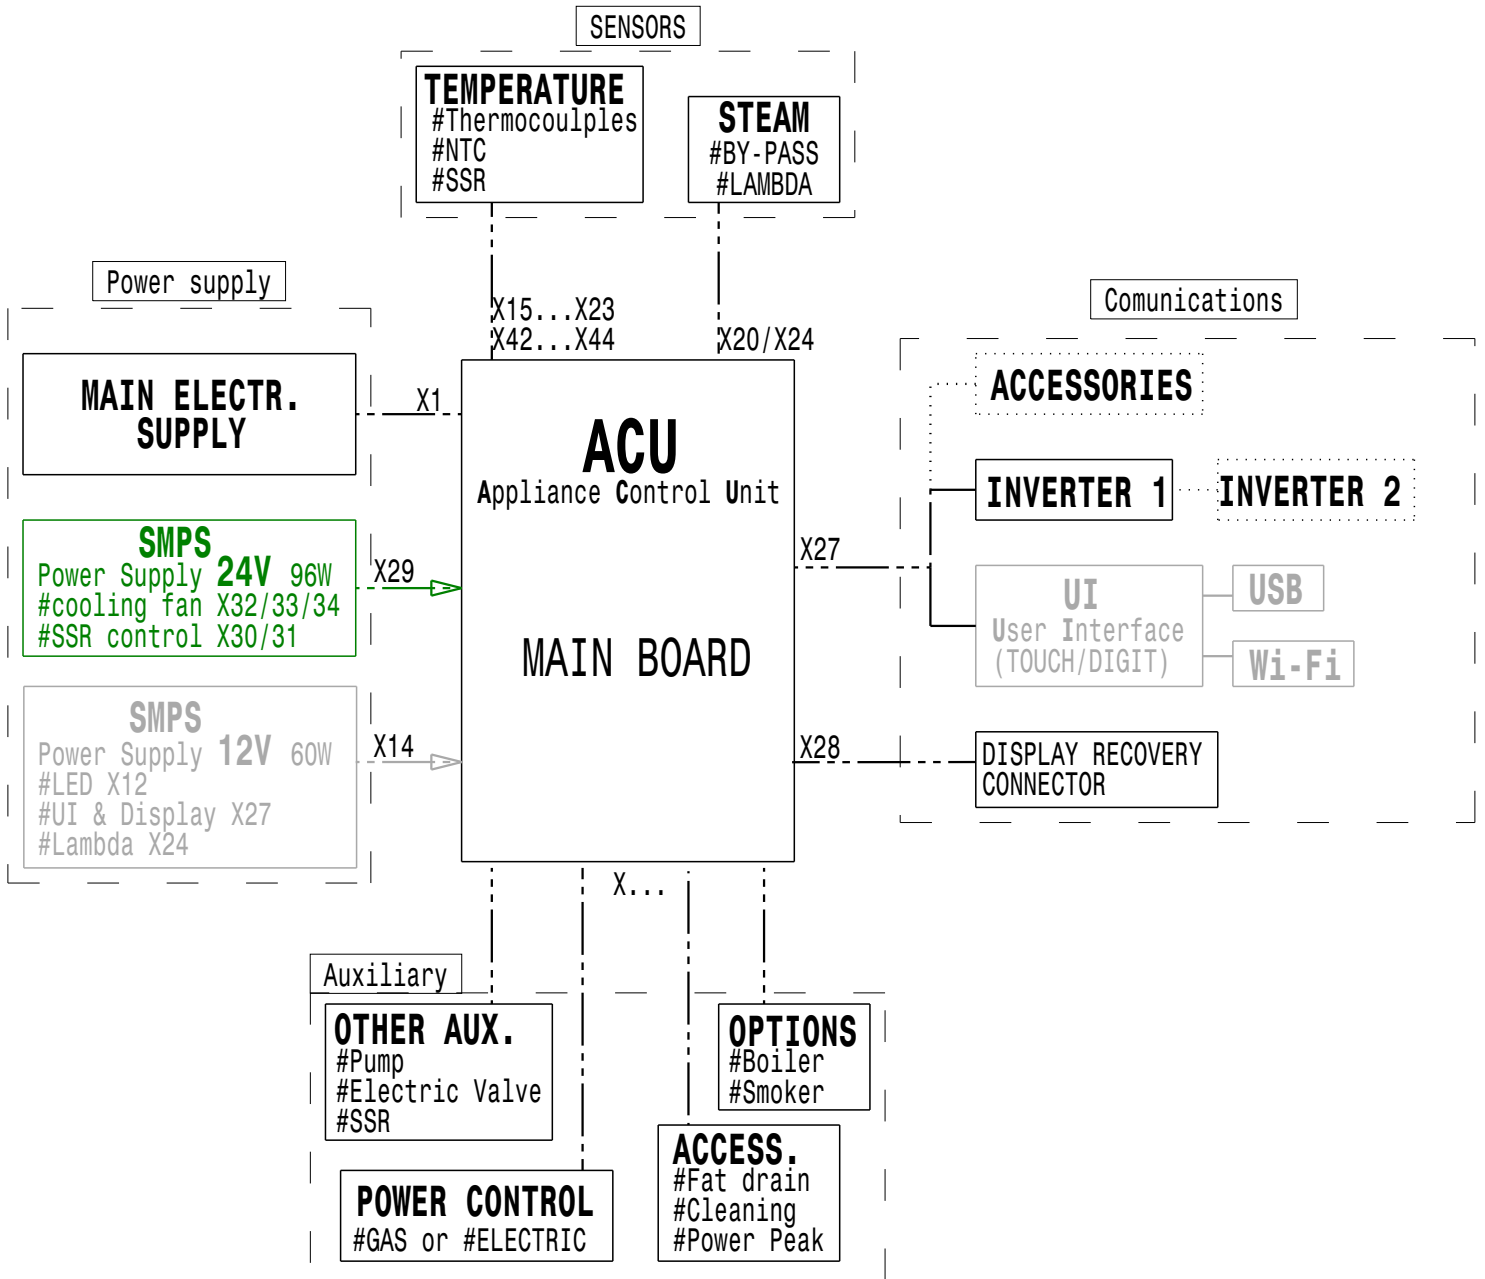 SENSORS
TEMPERATURE
#Thermocoulples
#NTC
#SSR
STEAM
#BY-PASS
#LAMBDA
X15...X23
X42...X44
X20/X24
Power supply
MAIN ELECTR.
SUPPLY
X1
SMPS
Power Supply 24V 96W
#cooling fan X32/33/34
#SSR control X30/31
X29
SMPS
Power Supply 12V 60W
#LED X12
#UI & Display X27
#Lambda X24
X14
ACU
Appliance Control Unit
MAIN BOARD
Comunications
ACCESSORIES
INVERTER 1
INVERTER 2
X27
UI
User Interface
(TOUCH/DIGIT)
USB
Wi-Fi
X28
DISPLAY RECOVERY
CONNECTOR
X...
Auxiliary
OTHER AUX.
#Pump
#Electric Valve
#SSR
OPTIONS
#Boiler
#Smoker
POWER CONTROL
#GAS or #ELECTRIC
ACCESS.
#Fat drain
#Cleaning
#Power Peak